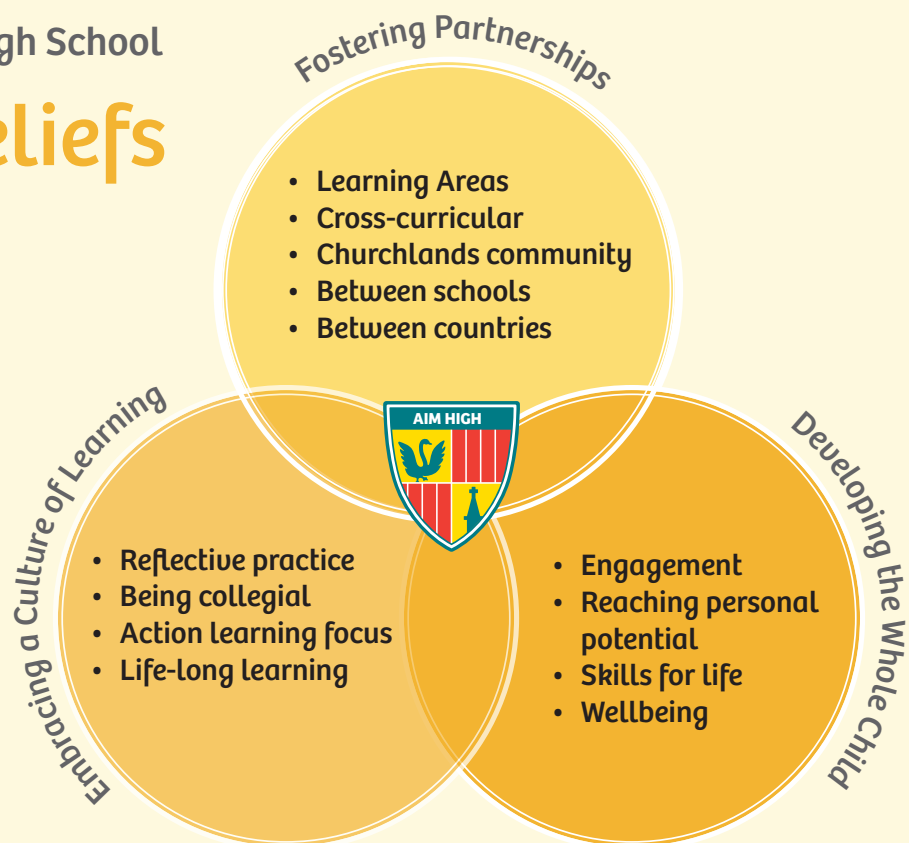 gh School
eliefs
Fostering Partnerships
• Learning Areas
• Cross-curricular
• Churchlands community
• Between schools
• Between countries
AIM HIGH
Embracing a Culture of Learning
• Reflective practice
• Being collegial
• Action learning focus
• Life-long learning
Developing the Whole Child
• Engagement
• Reaching personal
potential
• Skills for life
• Wellbeing